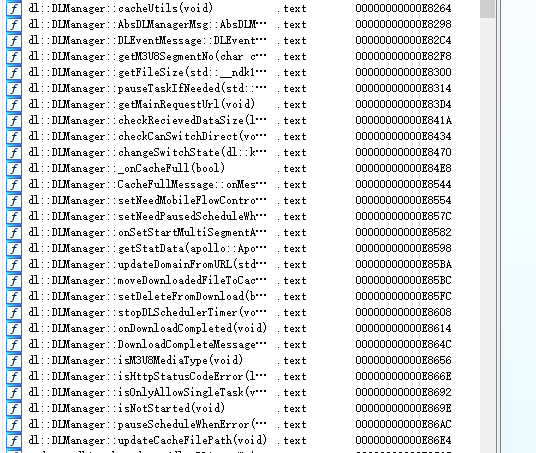 dl::DLManager::cacheUtils(void) .text 00000000000E8264
dl::DLManager::AbsDLManagerMsg::AbsDLM… .text 00000000000E8298
dl::DLManager::DLEventMessage::DLEvent… .text 00000000000E82C4
dl::DLManager::getM3U8SegmentNo(char c… .text 00000000000E82F8
dl::DLManager::getFileSize(std::__ndk1… .text 00000000000E8300
dl::DLManager::pauseTaskIfNeeded(std::… .text 00000000000E8314
dl::DLManager::getMainRequestUrl(void) .text 00000000000E83D4
dl::DLManager::checkRecievedDataSize(l… .text 00000000000E841A
dl::DLManager::checkCanSwitchDirect(vo… .text 00000000000E8434
dl::DLManager::changeSwitchState(dl::k… .text 00000000000E8470
dl::DLManager::_onCacheFull(bool) .text 00000000000E84E8
dl::DLManager::CacheFullMessage::onMes… .text 00000000000E8544
dl::DLManager::setNeedMobileFlowContro… .text 00000000000E8554
dl::DLManager::setNeedPausedScheduleWh… .text 00000000000E857C
dl::DLManager::onSetStartMultiSegmentA… .text 00000000000E8582
dl::DLManager::getStatData(apollo::Apo… .text 00000000000E8598
dl::DLManager::updateDomainFromURL(std… .text 00000000000E85BA
dl::DLManager::moveDownloadedFileToCac… .text 00000000000E85BC
dl::DLManager::setDeleteFromDownload(b… .text 00000000000E85FC
dl::DLManager::stopDLSchedulerTimer(vo… .text 00000000000E8608
dl::DLManager::onDownloadCompleted(void) .text 00000000000E8614
dl::DLManager::DownloadCompleteMessage… .text 00000000000E864C
dl::DLManager::isM3U8MediaType(void) .text 00000000000E8656
dl::DLManager::isHttpStatusCodeError(l… .text 00000000000E866E
dl::DLManager::isOnlyAllowSingleTask(v… .text 00000000000E8692
dl::DLManager::isNotStarted(void) .text 00000000000E869E
dl::DLManager::pauseScheduleWhenError(… .text 00000000000E86AC
dl::DLManager::updateCacheFilePath(void) .text 00000000000E86E4